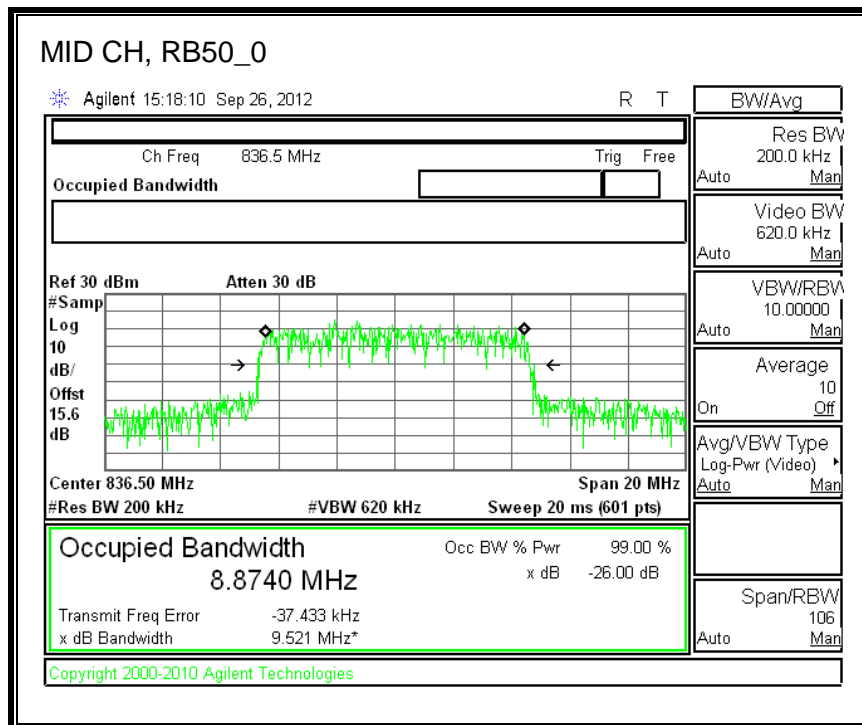 MID CH, RB50_0
Agilent 15:18:10 Sep 26, 2012 R T
Ch Freq 836.5 MHz Trig Free
Occupied Bandwidth
Ref 30 dBm Atten 30 dB
#Samp
Log
10
dB/
Offst
15.6
dB
Center 836.50 MHz Span 20 MHz
#Res BW 200 kHz #VBW 620 kHz Sweep 20 ms (601 pts)
Occupied Bandwidth Occ BW % Pwr 99.00 %
8.8740 MHz x dB -26.00 dB
Transmit Freq Error -37.433 kHz
x dB Bandwidth 9.521 MHz*
Copyright 2000-2010 Agilent Technologies
BW/Avg
Res BW
200.0 kHz
Auto Man
Video BW
620.0 kHz
Auto Man
VBW/RBW
10.00000
Auto Man
Average
10
On Off
Avg/VBW Type
Log-Pwr (Video)
Auto Man
Span/RBW
106
Auto Man